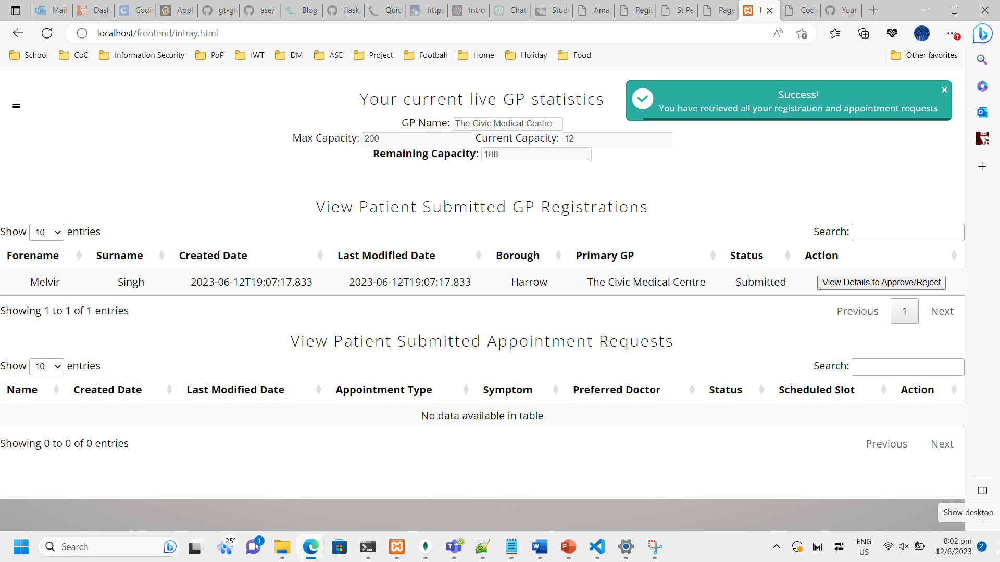 Mail
Dash
Codi
Appli
gt-gi
ase/
Blog
flask/
Quic
https
Intro
Chat
Stude
Amaz
Regis
St Pe
Page
Codi
Your
localhost/frontend/intray.html
School CoC Information Security PoP IWT DM ASE Project Football Home Holiday Food Other favorites
Your current live GP statistics
Success!
You have retrieved all your registration and appointment requests
GP Name: The Civic Medical Centre
Max Capacity: 200 Current Capacity: 12
Remaining Capacity: 188
View Patient Submitted GP Registrations
Show 10 entries Search:
Forename Surname Created Date Last Modified Date Borough Primary GP Status Action
Melvir Singh 2023-06-12T19:07:17.833 2023-06-12T19:07:17.833 Harrow The Civic Medical Centre Submitted View Details to Approve/Reject
Showing 1 to 1 of 1 entries Previous 1 Next
View Patient Submitted Appointment Requests
Show 10 entries Search:
Name Created Date Last Modified Date Appointment Type Symptom Preferred Doctor Status Scheduled Slot Action
No data available in table
Showing 0 to 0 of 0 entries Previous Next
Show desktop
Search
25°
1
ENG
US
8:02 pm
12/6/2023
2